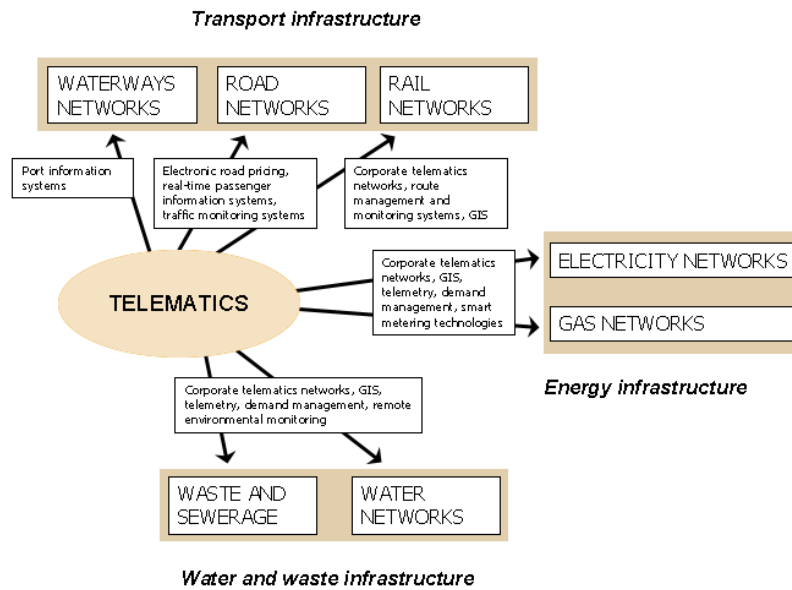 Transport infrastructure
WATERWAYS
NETWORKS
ROAD
NETWORKS
RAIL
NETWORKS
Port information
systems
Electronic road pricing,
real-time passenger
information systems,
traffic monitoring systems
Corporate telematics
networks, route
management and
monitoring systems, GIS
TELEMATICS
Corporate telematics
networks, GIS,
telemetry, demand
management, smart
metering technologies
ELECTRICITY NETWORKS
GAS NETWORKS
Energy infrastructure
Corporate telematics networks, GIS,
telemetry, demand management, remote
environmental monitoring
WASTE AND
SEWERAGE
WATER
NETWORKS
Water and waste infrastructure